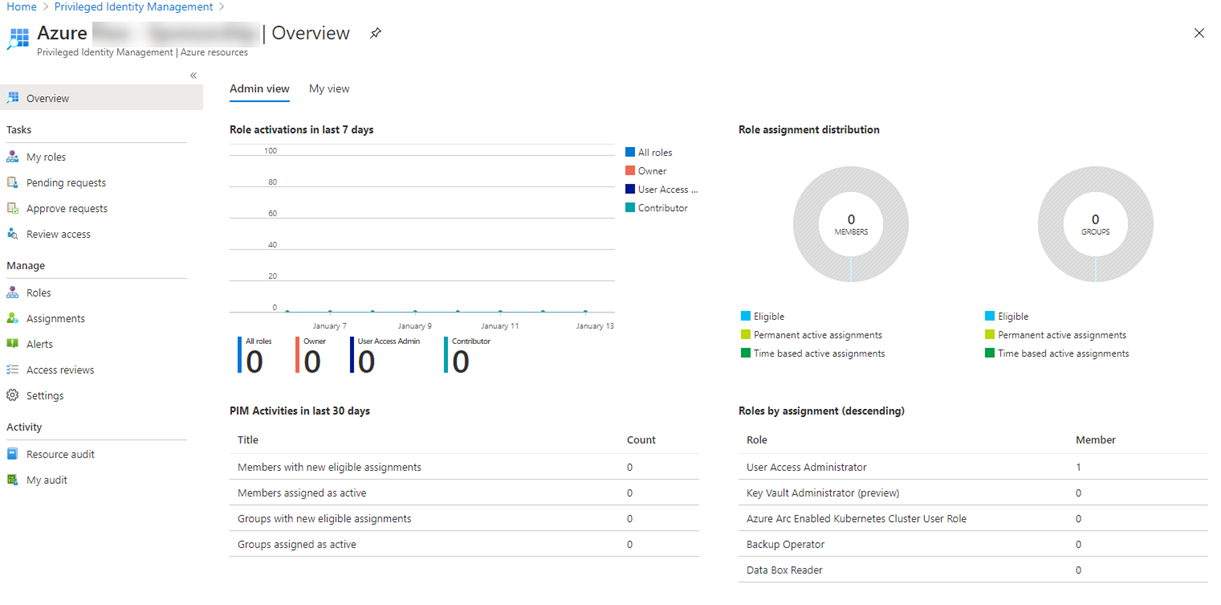 Home > Privileged Identity Management >
Azure | Overview
Privileged Identity Management | Azure resources
«
Overview
Tasks
My roles
Pending requests
Approve requests
Review access
Manage
Roles
Assignments
Alerts
Access reviews
Settings
Activity
Resource audit
My audit
Admin view My view
Role activations in last 7 days
100
80
60
40
20
0
January 7 January 9 January 11 January 13
All roles
Owner
User Access ...
Contributor
All roles Owner User Access Admin Contributor
0 0 0 0
Role assignment distribution
0
MEMBERS
Eligible
Permanent active assignments
Time based active assignments
0
GROUPS
Eligible
Permanent active assignments
Time based active assignments
PIM Activities in last 30 days
Title Count
Members with new eligible assignments 0
Members assigned as active 0
Groups with new eligible assignments 0
Groups assigned as active 0
Roles by assignment (descending)
Role Member
User Access Administrator 1
Key Vault Administrator (preview) 0
Azure Arc Enabled Kubernetes Cluster User Role 0
Backup Operator 0
Data Box Reader 0